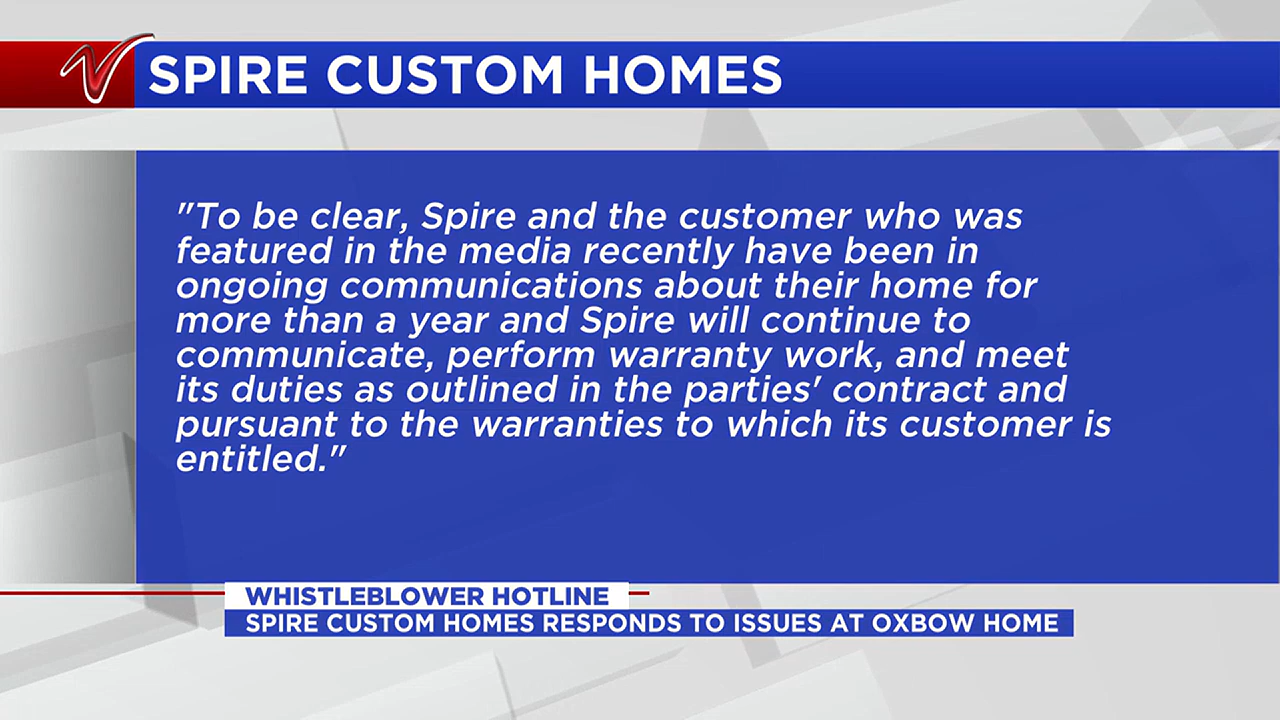 SPIRE CUSTOM HOMES
"To be clear, Spire and the customer who was
featured in the media recently have been in
ongoing communications about their home for
more than a year and Spire will continue to
communicate, perform warranty work, and meet
its duties as outlined in the parties' contract and
pursuant to the warranties to which its customer is
entitled."
WHISTLEBLOWER HOTLINE
SPIRE CUSTOM HOMES RESPONDS TO ISSUES AT OXBOW HOME